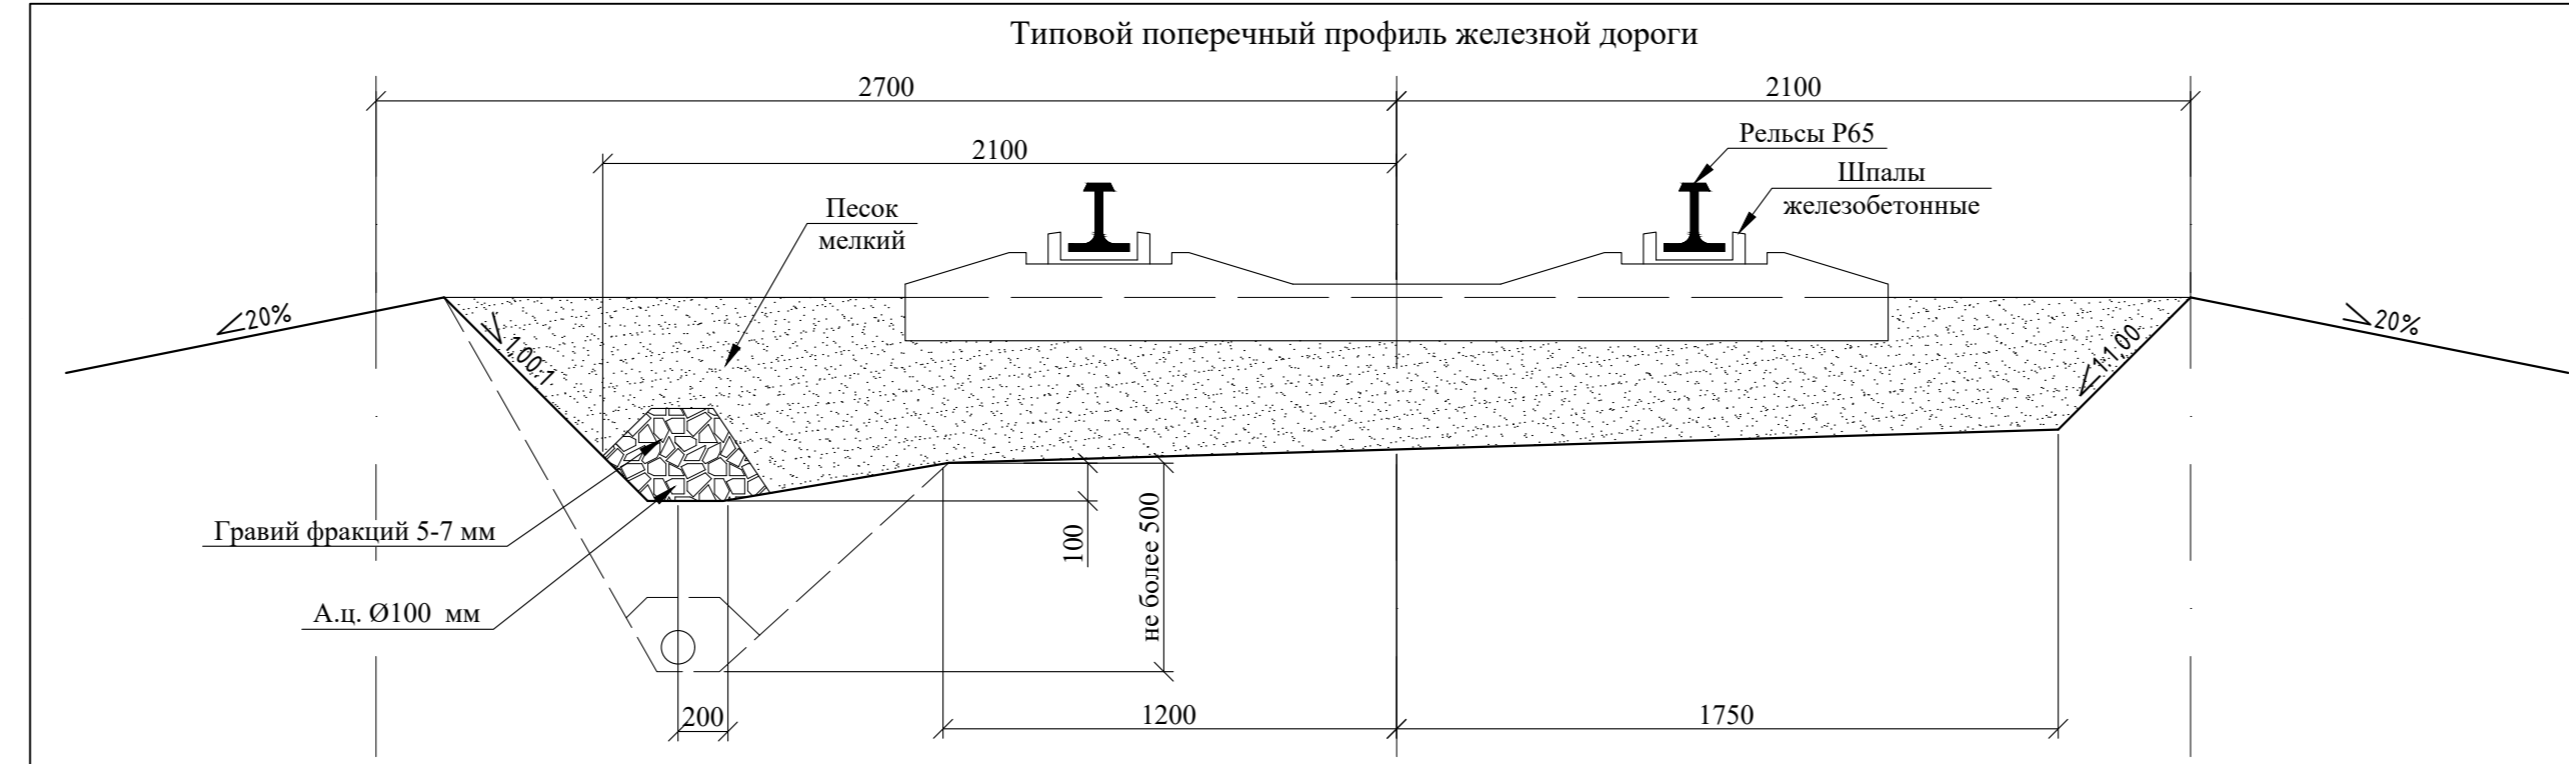 Типовой поперечный профиль железной дороги
2700
2100
2100
Рельсы Р65
Шпалы
железобетонные
Песок
мелкий
20%
20%
1,00:1
1:1,00
Гравий фракций 5-7 мм
А.ц. Ø100 мм
100
не более 500
200
1200
1750